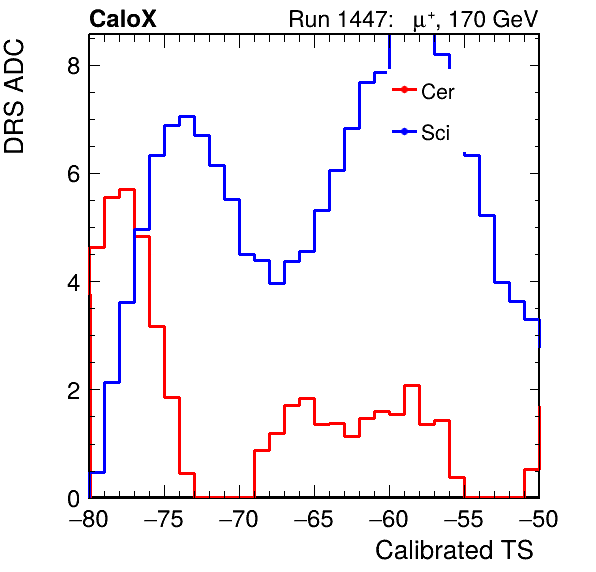 CaloX Run 1447: μ⁺, 170 GeV
DRS ADC
8
6
4
2
0
Cer
Sci
−80 −75 −70 −65 −60 −55 −50
Calibrated TS